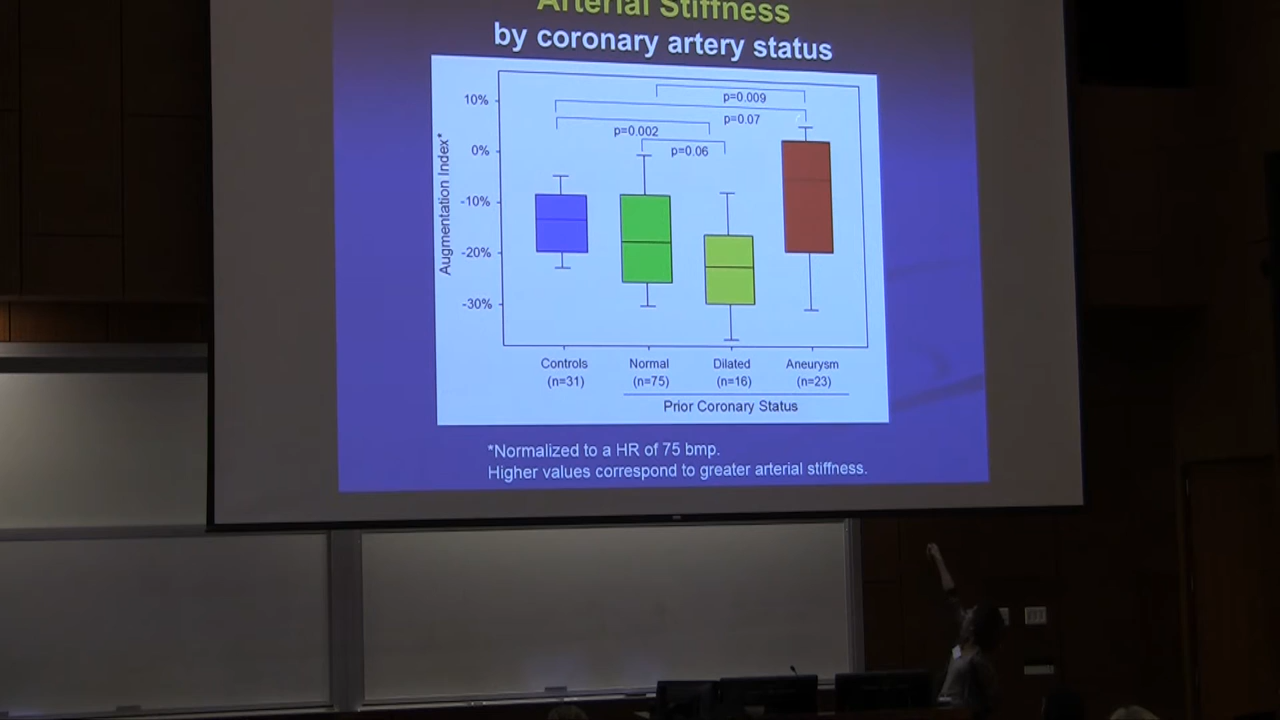 Arterial Stiffness
by coronary artery status
p=0.009
p=0.07
p=0.002
p=0.06
Augmentation Index*
10%
0%
-10%
-20%
-30%
Controls
(n=31)
Normal
(n=75)
Dilated
(n=16)
Aneurysm
(n=23)
Prior Coronary Status
*Normalized to a HR of 75 bmp.
Higher values correspond to greater arterial stiffness.